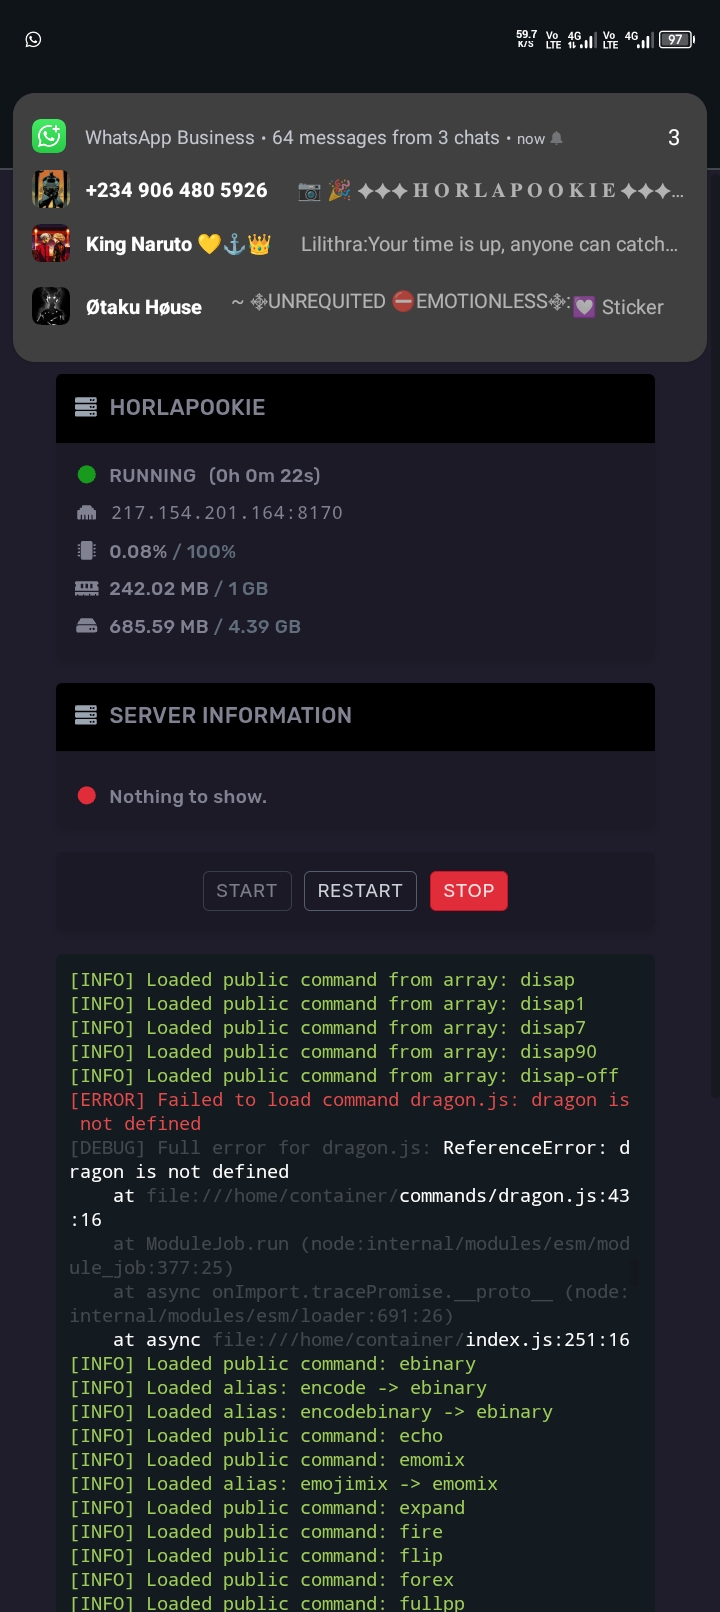 59.7 K/S Vo LTE 4G Vo LTE 4G 97
WhatsApp Business • 64 messages from 3 chats • now 3
+234 906 480 5926 📷 🎉 ✦✦✦ H O R L A P O O K I E ✦✦✦...
King Naruto 💛⚓👑 Lilithra:Your time is up, anyone can catch...
Øtaku Høuse ~ ࿇UNREQUITED ⛔EMOTIONLESS࿇: 💟 Sticker
HORLAPOOKIE
RUNNING (0h 0m 22s)
217.154.201.164:8170
0.08% / 100%
242.02 MB / 1 GB
685.59 MB / 4.39 GB
SERVER INFORMATION
Nothing to show.
START RESTART STOP
[INFO] Loaded public command from array: disap
[INFO] Loaded public command from array: disap1
[INFO] Loaded public command from array: disap7
[INFO] Loaded public command from array: disap90
[INFO] Loaded public command from array: disap-off
[ERROR] Failed to load command dragon.js: dragon is
not defined
[DEBUG] Full error for dragon.js: ReferenceError: d
ragon is not defined
at file:///home/container/commands/dragon.js:43
:16
at ModuleJob.run (node:internal/modules/esm/mod
ule_job:377:25)
at async onImport.tracePromise.__proto__ (node:
internal/modules/esm/loader:691:26)
at async file:///home/container/index.js:251:16
[INFO] Loaded public command: ebinary
[INFO] Loaded alias: encode -> ebinary
[INFO] Loaded alias: encodebinary -> ebinary
[INFO] Loaded public command: echo
[INFO] Loaded public command: emomix
[INFO] Loaded alias: emojimix -> emomix
[INFO] Loaded public command: expand
[INFO] Loaded public command: fire
[INFO] Loaded public command: flip
[INFO] Loaded public command: forex
[INFO] Loaded public command: fullpp